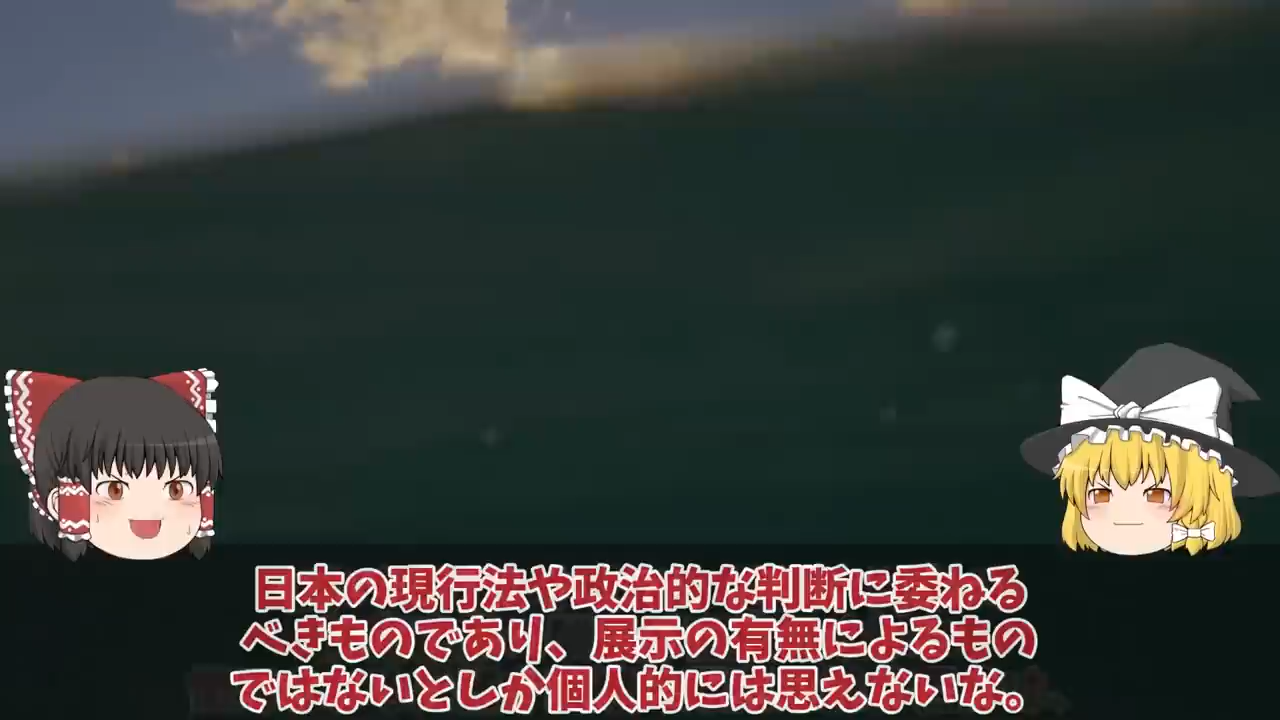 日本の現行法や政治的な判断に委ねる
べきものであり、展示の有無によるもの
ではないとしか個人的には思えないな。